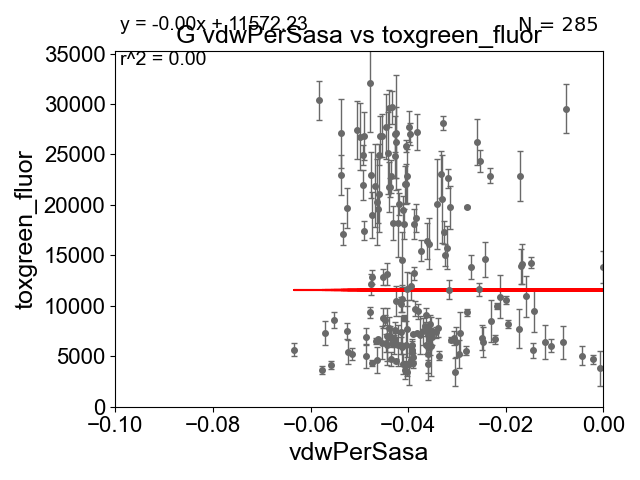 y = -0.00x + 11572.23
N = 285
G vdwPerSasa vs toxgreen_fluor
r^2 = 0.00
35000
30000
25000
20000
15000
10000
5000
0
toxgreen_fluor
−0.10 −0.08 −0.06 −0.04 −0.02 0.00
vdwPerSasa